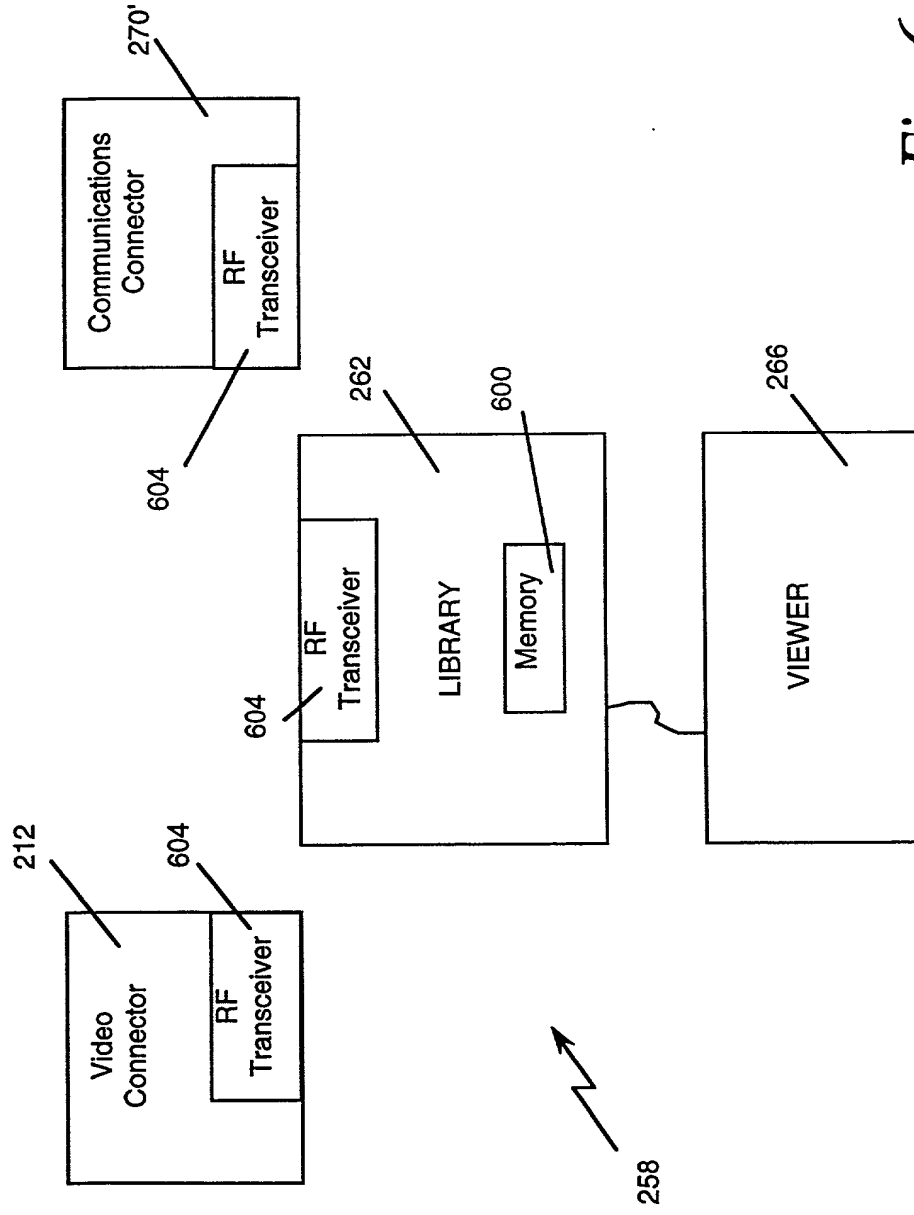 212
Video
Connector
604
RF
Transceiver
Communications
Connector
270'
604
RF
Transceiver
604
RF
Transceiver
262
LIBRARY
Memory
600
258
VIEWER
266